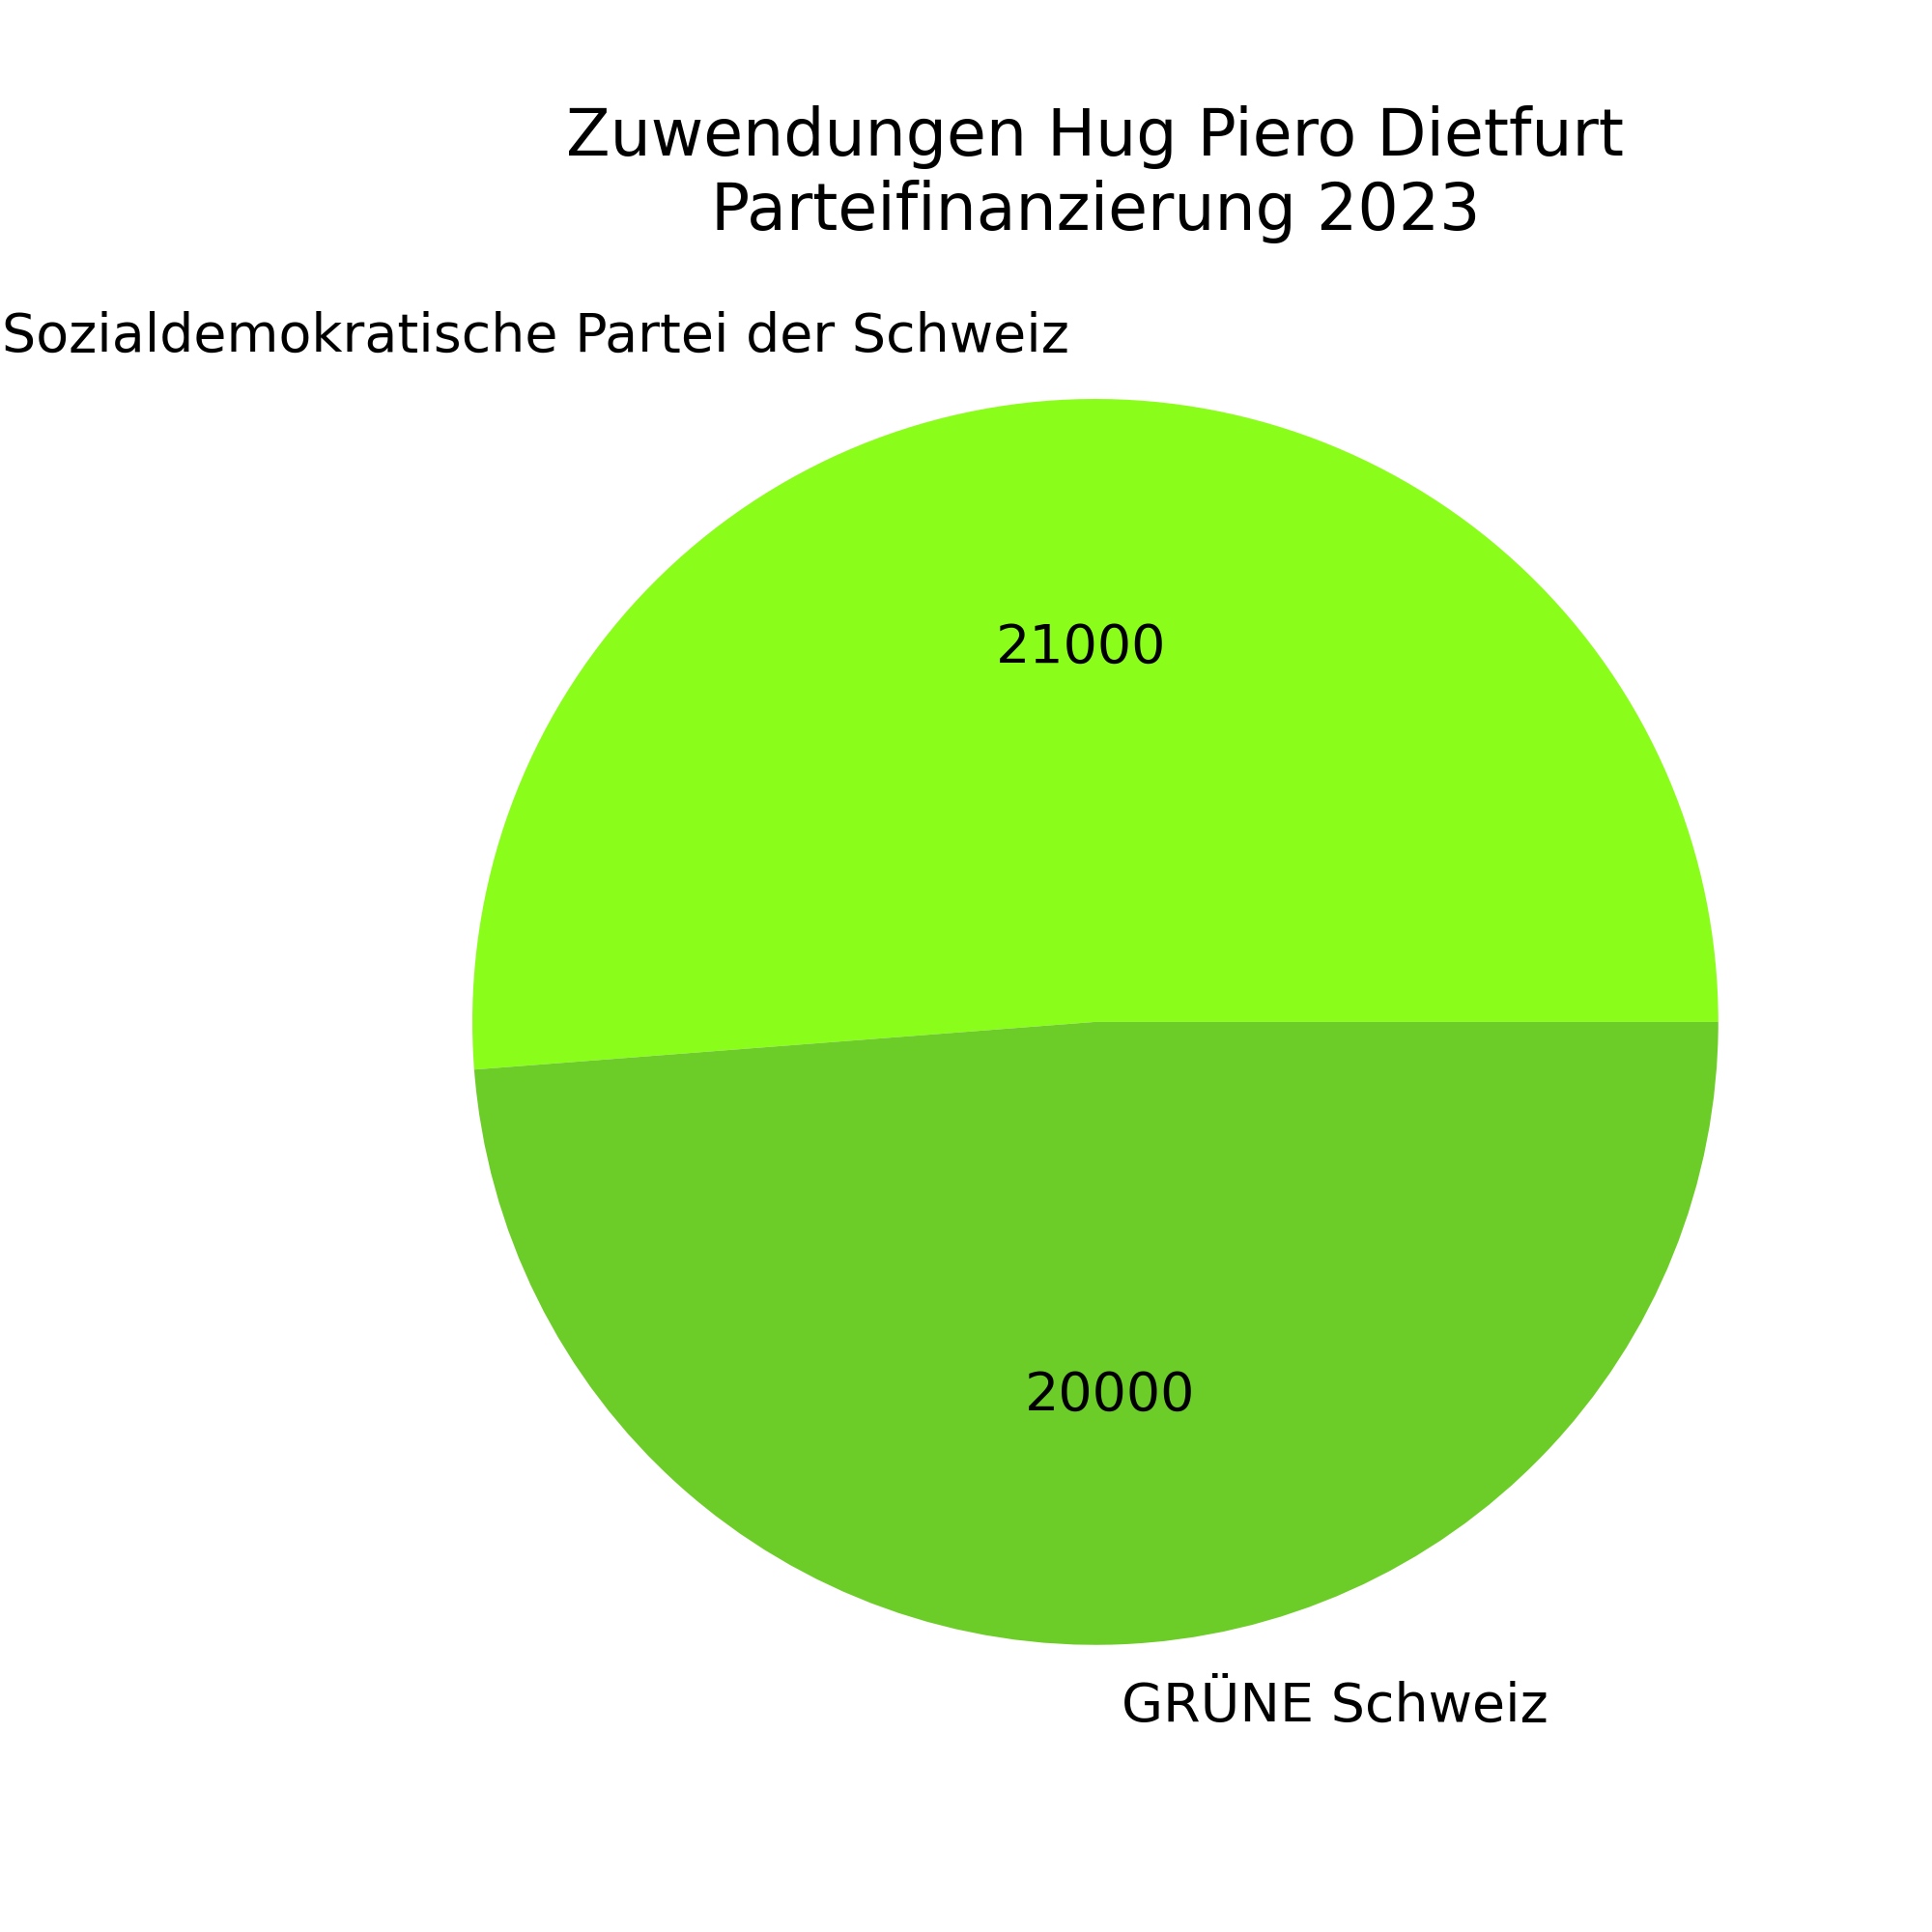 Zuwendungen Hug Piero Dietfurt
Parteifinanzierung 2023
Sozialdemokratische Partei der Schweiz
21000
20000
GRÜNE Schweiz